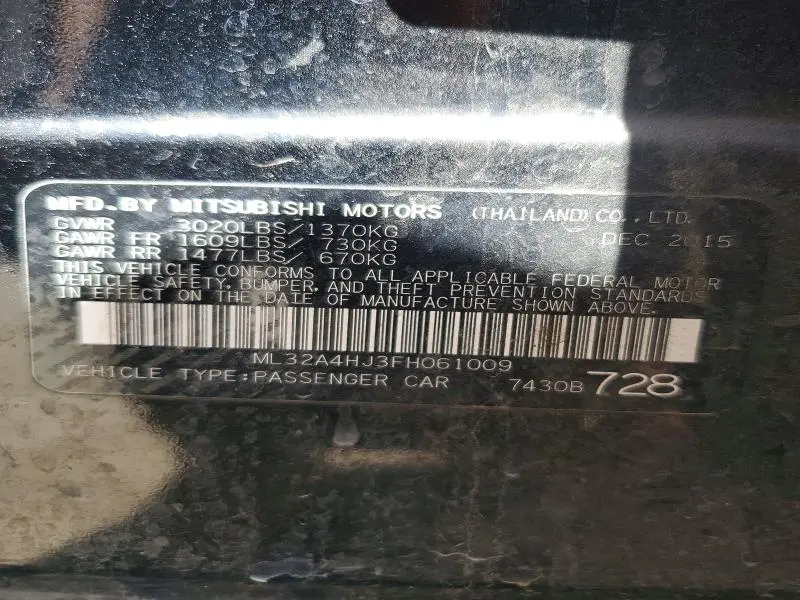 MFD. BY MITSUBISHI MOTORS (THAILAND) CO., LTD.
GVWR 3020LBS/1370KG DEC 2015
GAWR FR 1609LBS/ 730KG
GAWR RR 1477LBS/ 670KG
THIS VEHICLE CONFORMS TO ALL APPLICABLE FEDERAL MOTOR
VEHICLE SAFETY, BUMPER, AND THEFT PREVENTION STANDARDS
IN EFFECT ON THE DATE OF MANUFACTURE SHOWN ABOVE.
ML32A4HJ3FH061009
VEHICLE TYPE:PASSENGER CAR 7430B 728